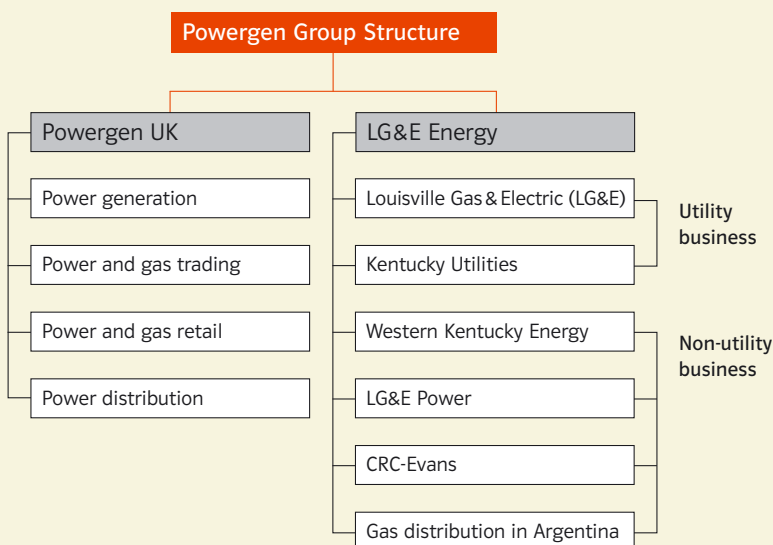 Powergen Group Structure
Powergen UK
Power generation
Power and gas trading
Power and gas retail
Power distribution
LG&E Energy
Louisville Gas & Electric (LG&E)
Kentucky Utilities
Western Kentucky Energy
LG&E Power
CRC-Evans
Gas distribution in Argentina
Utility
business
Non-utility
business